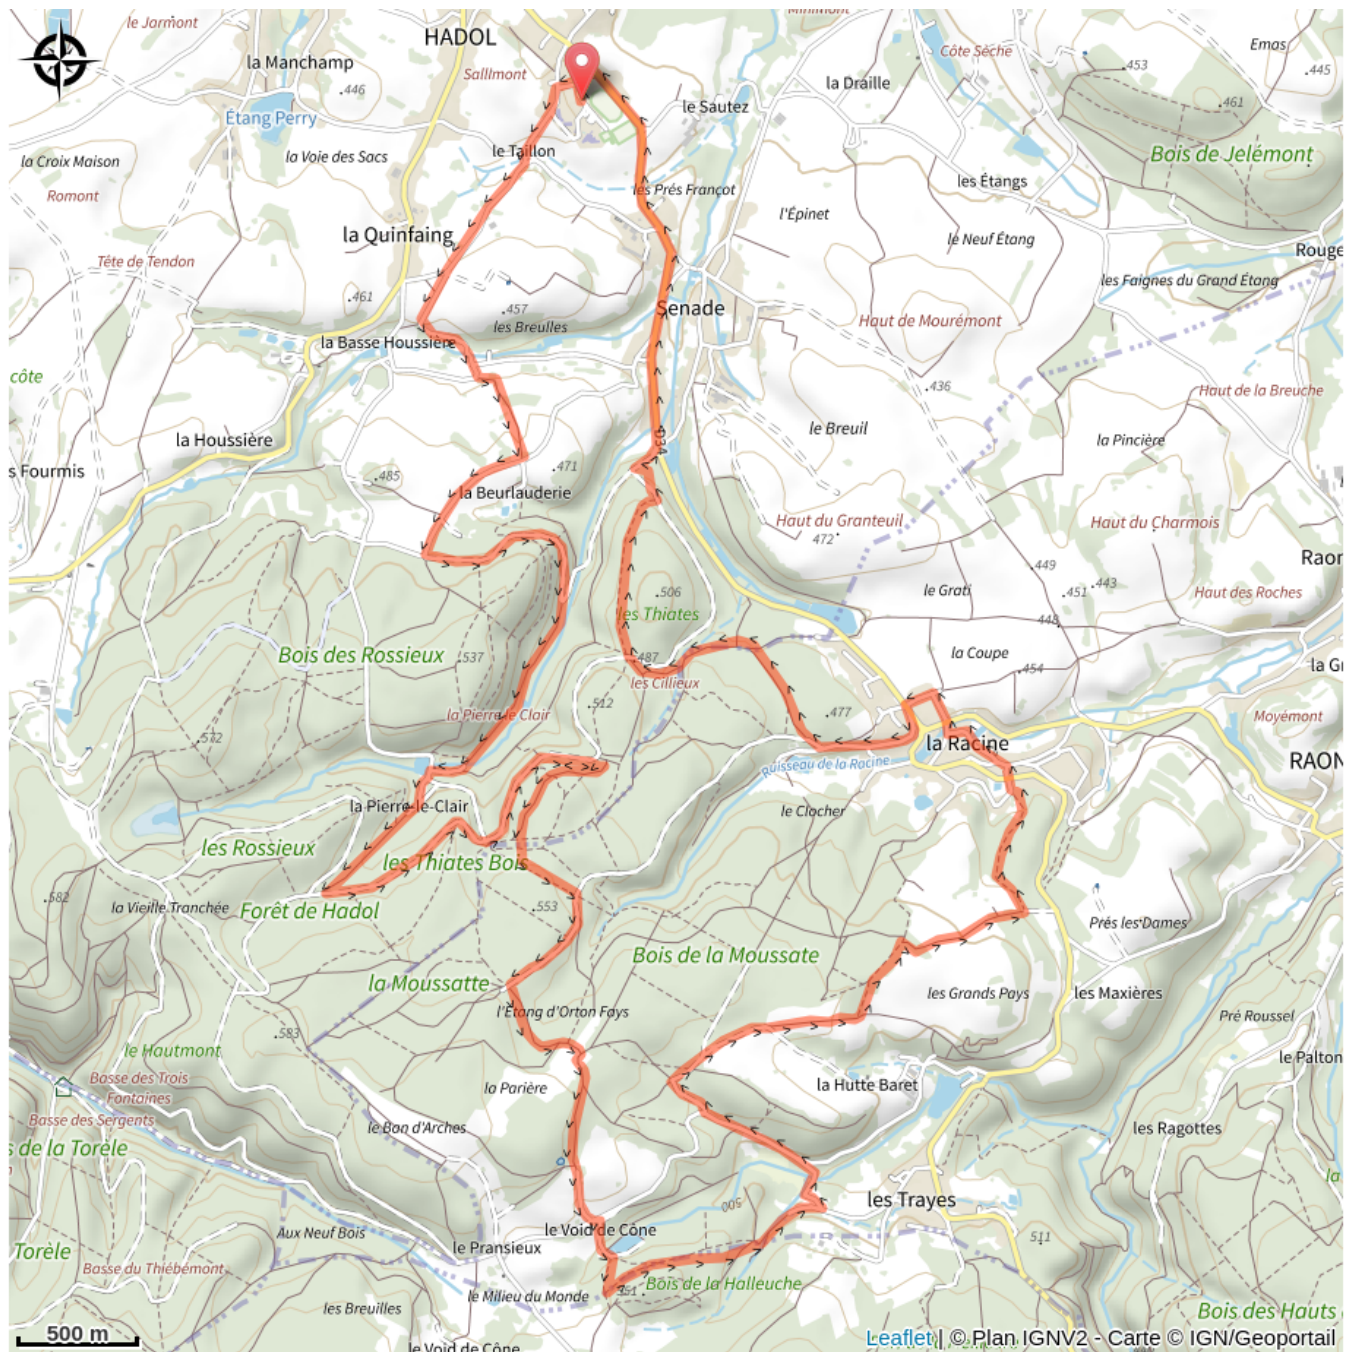 le Jarmont
HADOL
Côte Sèche
Emas
la Manchamp
Sallimont
.453
.445
.446
la Draille
.461
Étang Perry
le Sautez
la Croix Maison
la Voie des Sacs
le Taillon
Bois de Jelémont
Romont
les Prés Françot
les Étangs
l'Épinet
la Quinfaing
le Neuf Étang
Rouge
Tête de Tendon
les Faignes du Grand Étang
.461
.457
Senade
les Breulles
Haut de Mourémont
la Basse Houssière
côte
.436
Haut de la Breuche
la Houssière
D34
le Breuil
la Pincière
s Fourmis
.485
.471
la Beurlauderie
Haut du Granteuil
472
Haut du Charmois
Raon
.449
.506
le Grati
.451
.443
Haut des Roches
les Thiates
448
Bois des Rossieux
.537
487
la Coupe
.454
la G
les Cillieux
.512
la Pierre le Clair
.477
Moyémont
.572
la Racine
RAON
Ruisseau de la Racine
la Pierre-le-Clair
le Clocher
les Rossieux
les Thiates Bois
.582
la Vieille Tranchée
Forêt de Hadol
.553
Prés les Dames
Bois de la Moussate
la Moussatte
les Grands Pays
les Maxières
l'Étang d'Orton Fays
Pré Roussel
.583
le Hautmont
le Palton
Basse des Trois
Fontaines
la Parière
la Hutte Baret
Basse des Sergents
le Bon d'Arches
les Ragottes
s de la Torèle
la
500
les Trayes
Aux Neuf Bois
le Void de Cône
511
Torèle
le Pransieux
Basse du Thiébémont
Bois de la Halleuche
le Milieu du Monde
551
les Breuilles
Bois des Hauts
500 m
le Void de Cône
Leaflet | © Plan IGNV2 - Carte © IGN/Geoportail